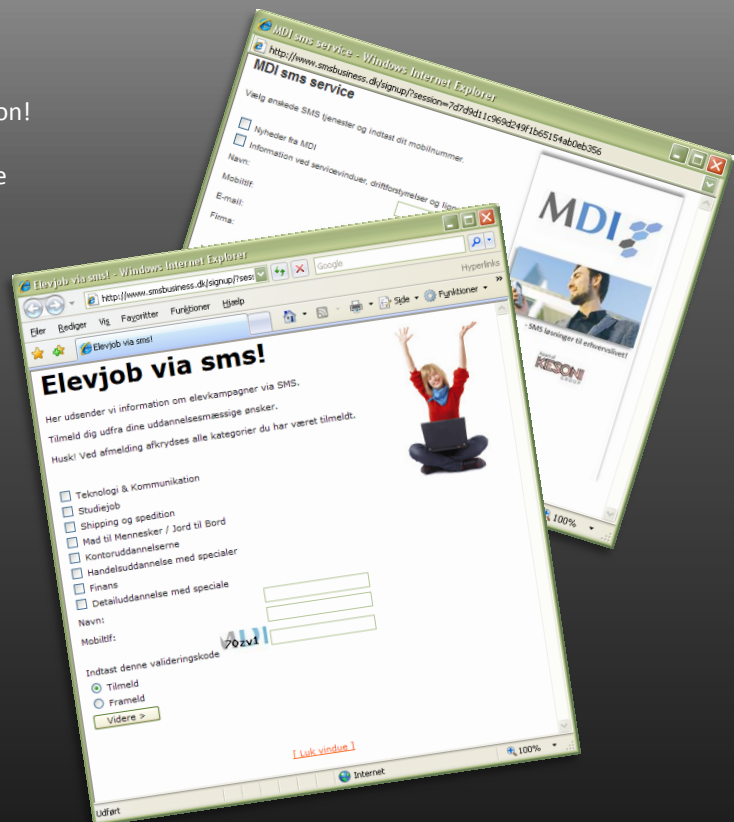 on!
e
MDI sms service - Windows Internet Explorer
http://www.smsbusiness.dk/signup/?session=7d7d9d11c969d249f1b65154ab0eb356
MDI sms service
Vælg ønskede SMS tjenester og indtast dit mobilnummer.
Nyheder fra MDI
Information ved servicevinduer, driftforstyrrelser og lign
Navn:
Mobiltlf:
E-mail:
Firma:
MDI
- SMS løsninger til erhvervslivet!
KIESONI
GROUP
100%
Elevjob via sms! - Windows Internet Explorer
http://www.smsbusiness.dk/signup/?sess
Google
Filer Rediger Vis Favoritter Funktioner Hjælp
Hyperlinks
Elevjob via sms!
Side Funktioner
Elevjob via sms!
Her udsender vi information om elevkampagner via SMS.
Tilmeld dig udfra dine uddannelsesmæssige ønsker.
Husk! Ved afmelding afkrydses alle kategorier du har været tilmeldt.
Teknologi & Kommunikation
Studiejob
Shipping og spedition
Mad til Mennesker / Jord til Bord
Kontoruddannelserne
Handelsuddannelse med specialer
Finans
Detailuddannelse med speciale
Navn:
Mobiltlf:
MDI
70zv1
Indtast denne valideringskode
Tilmeld
Frameld
Videre >
[ Luk vindue ]
Udført
Internet
100%